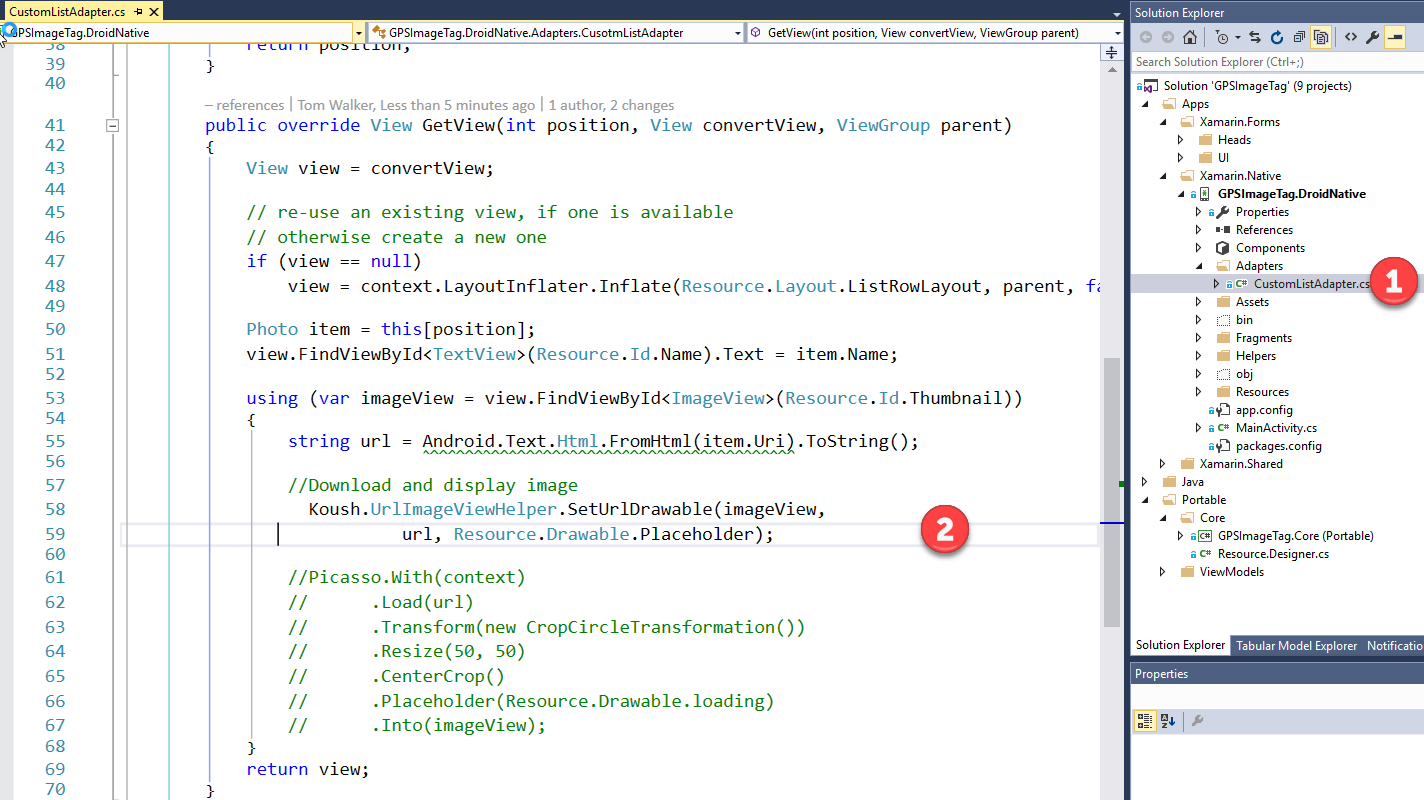 CustomListAdapter.cs
GPSImageTag.DroidNative
GPSImageTag.DroidNative.Adapters.CusotmListAdapter
GetView(int position, View convertView, ViewGroup parent)
38 return position;
39 }
40
– references | Tom Walker, Less than 5 minutes ago | 1 author, 2 changes
41 public override View GetView(int position, View convertView, ViewGroup parent)
42 {
43 View view = convertView;
44
45 // re-use an existing view, if one is available
46 // otherwise create a new one
47 if (view == null)
48 view = context.LayoutInflater.Inflate(Resource.Layout.ListRowLayout, parent, fa
49
50 Photo item = this[position];
51 view.FindViewById<TextView>(Resource.Id.Name).Text = item.Name;
52
53 using (var imageView = view.FindViewById<ImageView>(Resource.Id.Thumbnail))
54 {
55 string url = Android.Text.Html.FromHtml(item.Uri).ToString();
56
57 //Download and display image
58 Koush.UrlImageViewHelper.SetUrlDrawable(imageView,
59 url, Resource.Drawable.Placeholder);
2
60
61 //Picasso.With(context)
62 // .Load(url)
63 // .Transform(new CropCircleTransformation())
64 // .Resize(50, 50)
65 // .CenterCrop()
66 // .Placeholder(Resource.Drawable.loading)
67 // .Into(imageView);
68 }
69 return view;
70 }
Solution Explorer
Search Solution Explorer (Ctrl+;)
Solution 'GPSImageTag' (9 projects)
Apps
Xamarin.Forms
Heads
UI
Xamarin.Native
GPSImageTag.DroidNative
Properties
References
Components
Adapters
C# CustomListAdapter.cs
1
Assets
bin
Fragments
Helpers
obj
Resources
app.config
C# MainActivity.cs
packages.config
Xamarin.Shared
Java
Portable
Core
C# GPSImageTag.Core (Portable)
C# Resource.Designer.cs
ViewModels
Solution Explorer Tabular Model Explorer Notificatio
Properties